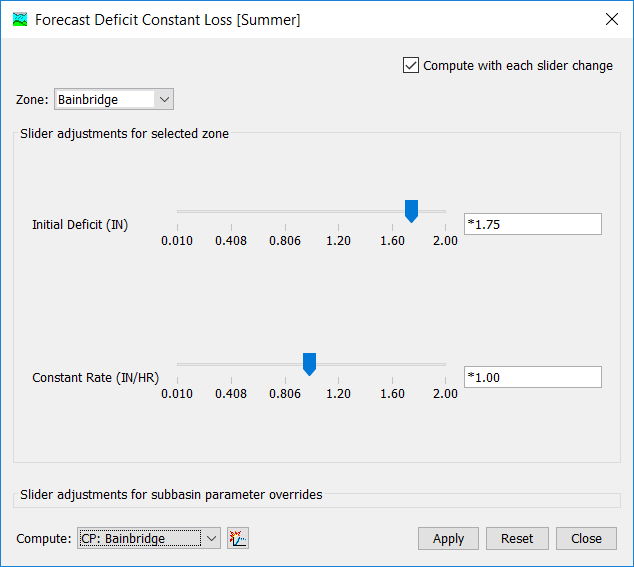 Forecast Deficit Constant Loss [Summer]
Compute with each slider change
Zone: Bainbridge
Slider adjustments for selected zone
Initial Deficit (IN) *1.75
0.010 0.408 0.806 1.20 1.60 2.00
Constant Rate (IN/HR) *1.00
0.010 0.408 0.806 1.20 1.60 2.00
Slider adjustments for subbasin parameter overrides
Compute: CP: Bainbridge Apply Reset Close